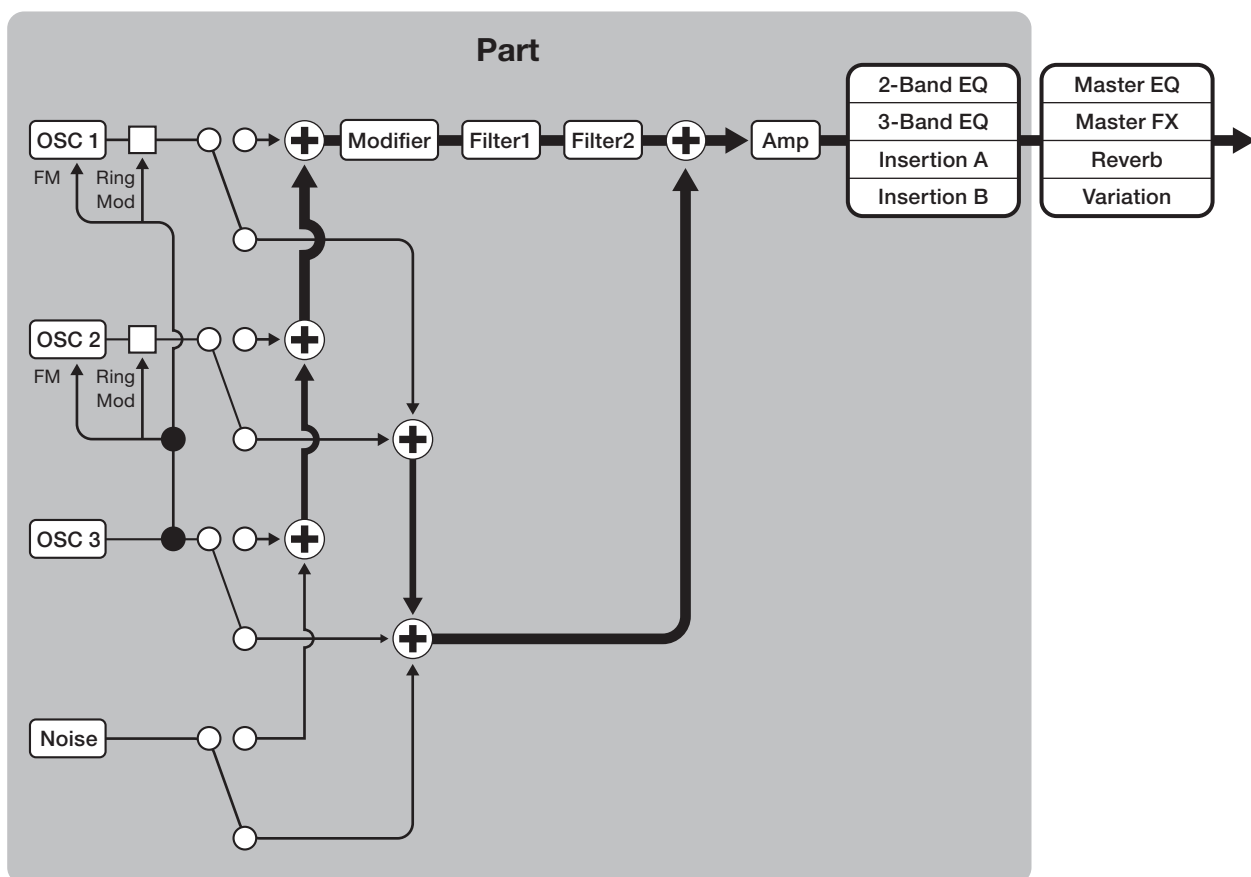 Part
OSC 1
FM
Ring
Mod
Modifier
Filter1
Filter2
Amp
2-Band EQ
3-Band EQ
Insertion A
Insertion B
Master EQ
Master FX
Reverb
Variation
OSC 2
FM
Ring
Mod
OSC 3
Noise